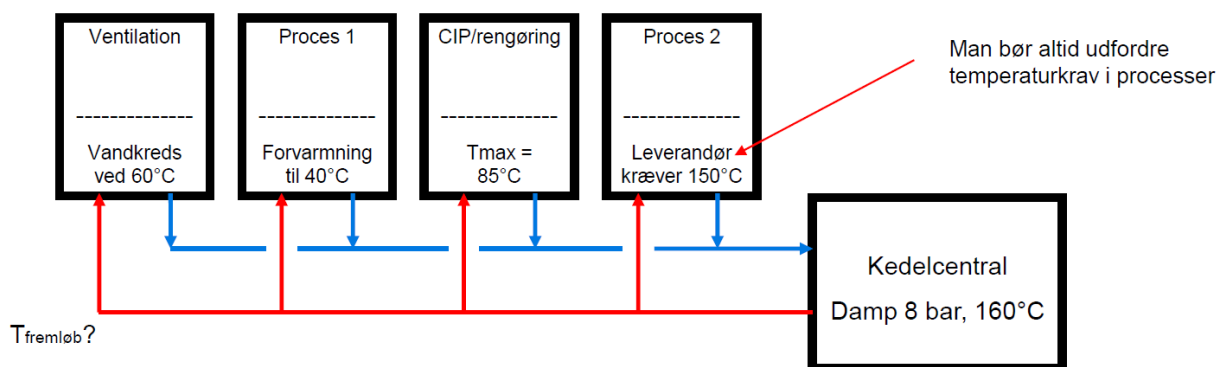 Ventilation
--------------
Vandkreds
ved 60°C
Proces 1
--------------
Forvarmning
til 40°C
CIP/rengøring
--------------
Tmax =
85°C
Proces 2
--------------
Leverandør
kræver 150°C
Man bør altid udfordre
temperaturkrav i processer
Kedelcentral
Damp 8 bar, 160°C
Tfremløb?